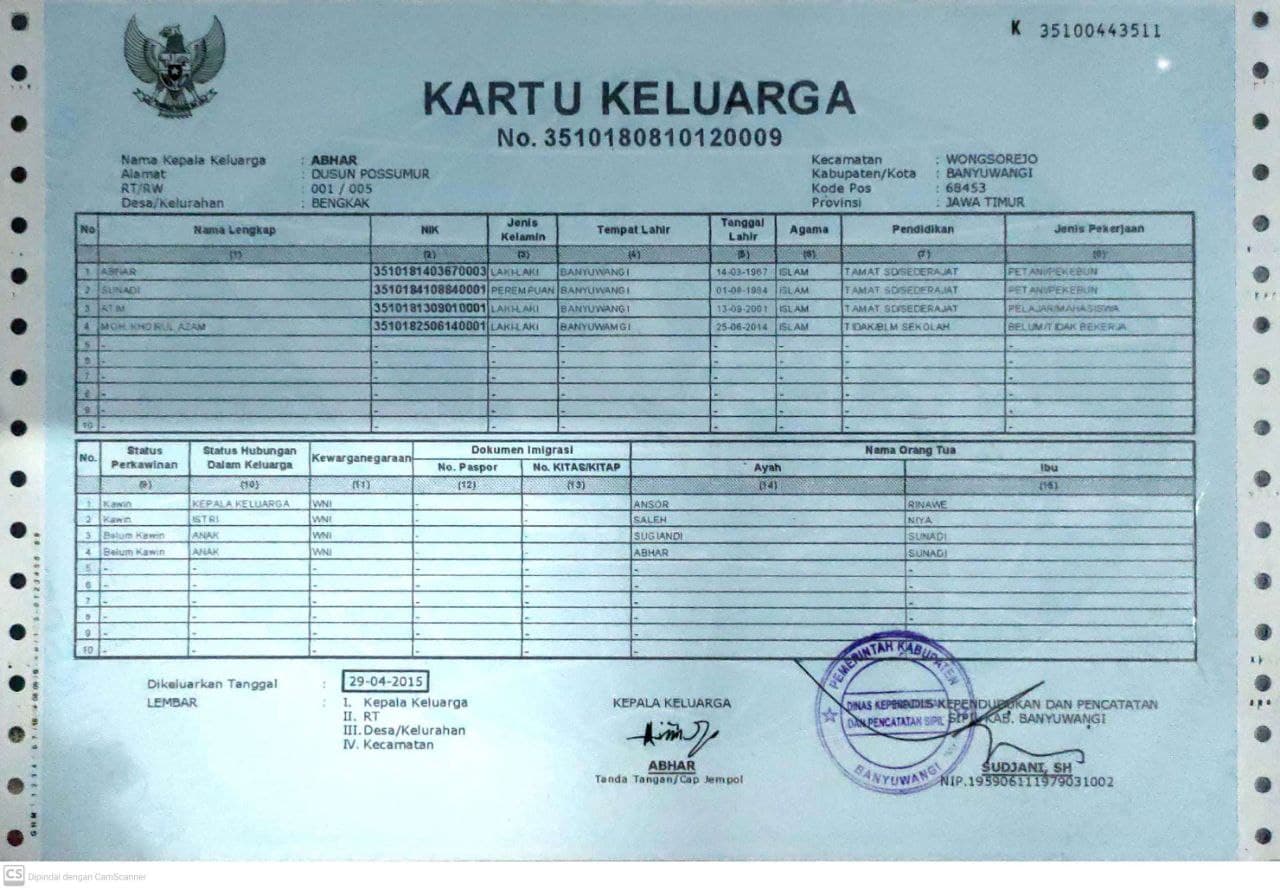 K 35100443511
KARTU KELUARGA
No. 3510180810120009
Nama Kepala Keluarga : ABHAR Kecamatan : WONGSOREJO
Alamat : DUSUN POSSUMUR Kabupaten/Kota : BANYUWANGI
RT/RW : 001 / 005 Kode Pos : 68453
Desa/Kelurahan : BENGKAK Provinsi : JAWA TIMUR
No Nama Lengkap NIK Jenis Kelamin Tempat Lahir Tanggal Lahir Agama Pendidikan Jenis Pekerjaan
(1) (2) (3) (4) (5) (6) (7) (8)
1 ABHAR 3510181403670003 LAKI-LAKI BANYUWANGI 14-03-1967 ISLAM TAMAT SD/SEDERAJAT PETANI/PEKEBUN
2 SUNADI 3510184108840001 PEREMPUAN BANYUWANGI 01-08-1984 ISLAM TAMAT SD/SEDERAJAT PETANI/PEKEBUN
3 ATIM 3510181309010001 LAKI-LAKI BANYUWANGI 13-09-2001 ISLAM TAMAT SD/SEDERAJAT PELAJAR/MAHASISWA
4 MOH. KHOIRUL AZAM 3510182506140001 LAKI-LAKI BANYUWAMGI 25-06-2014 ISLAM TIDAK/BLM SEKOLAH BELUM/TIDAK BEKERJA
5 - - - - - - - -
6 - - - - - - - -
7 - - - - - - - -
8 - - - - - - - -
9 - - - - - - - -
10 - - - - - - - -
No. Status Perkawinan Status Hubungan Dalam Keluarga Kewarganegaraan Dokumen Imigrasi Nama Orang Tua
No. Paspor No. KITAS/KITAP Ayah Ibu
(9) (10) (11) (12) (13) (14) (15)
1 Kawin KEPALA KELUARGA WNI - - ANSOR RINAWE
2 Kawin ISTRI WNI - - SALEH NIYA
3 Belum Kawin ANAK WNI - - SUGIANDI SUNADI
4 Belum Kawin ANAK WNI - - ABHAR SUNADI
5 - - - - - - -
6 - - - - - - -
7 - - - - - - -
8 - - - - - - -
9 - - - - - - -
10 - - - - - - -
Dikeluarkan Tanggal : 29-04-2015
LEMBAR : I. Kepala Keluarga
II. RT
III. Desa/Kelurahan
IV. Kecamatan
KEPALA KELUARGA
ABHAR
Tanda Tangan/Cap Jempol
KEPENDUDUKAN DAN PENCATATAN
SIPIL KAB. BANYUWANGI
SUDJANI, SH
NIP.195906111979031002
PEMERINTAH KABUPATEN
DINAS KEPENDUDUKAN
DAN PENCATATAN SIPIL
BANYUWANGI
CS Dipindai dengan CamScanner